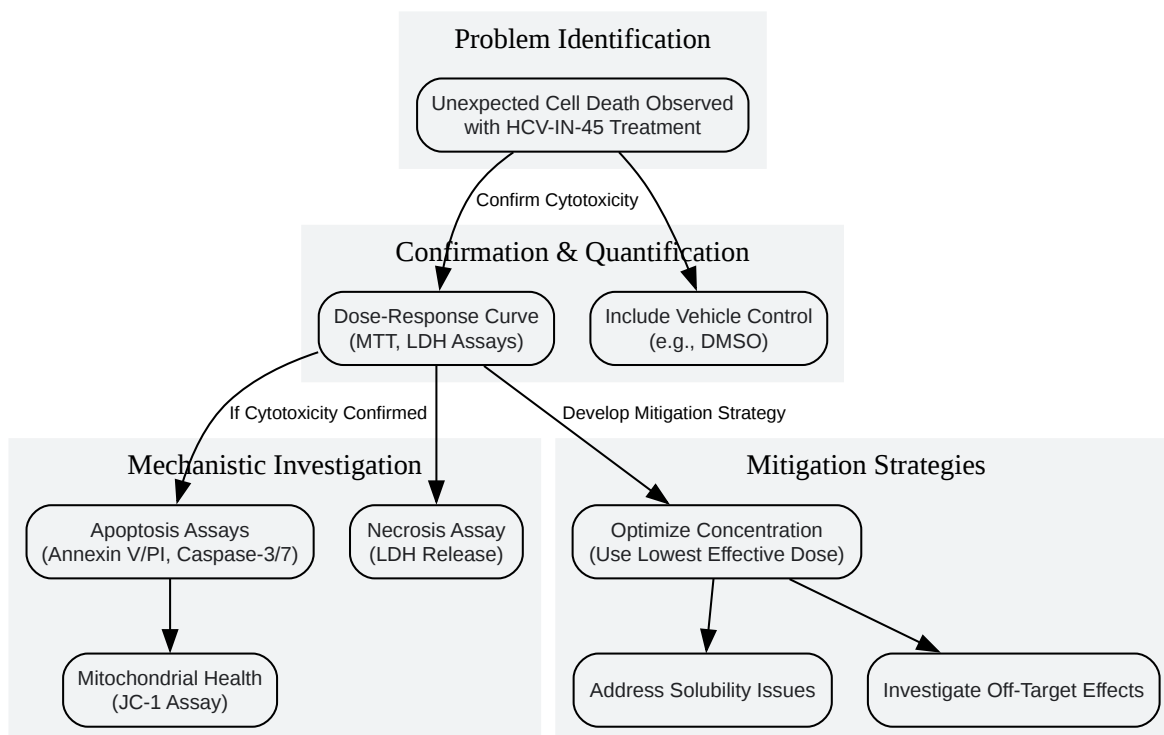 Problem Identification
Unexpected Cell Death Observed
with HCV-IN-45 Treatment
Confirm Cytotoxicity
Confirmation & Quantification
Dose-Response Curve
(MTT, LDH Assays)
Include Vehicle Control
(e.g., DMSO)
If Cytotoxicity Confirmed
Develop Mitigation Strategy
Mechanistic Investigation
Apoptosis Assays
(Annexin V/PI, Caspase-3/7)
Necrosis Assay
(LDH Release)
Mitochondrial Health
(JC-1 Assay)
Mitigation Strategies
Optimize Concentration
(Use Lowest Effective Dose)
Address Solubility Issues
Investigate Off-Target Effects